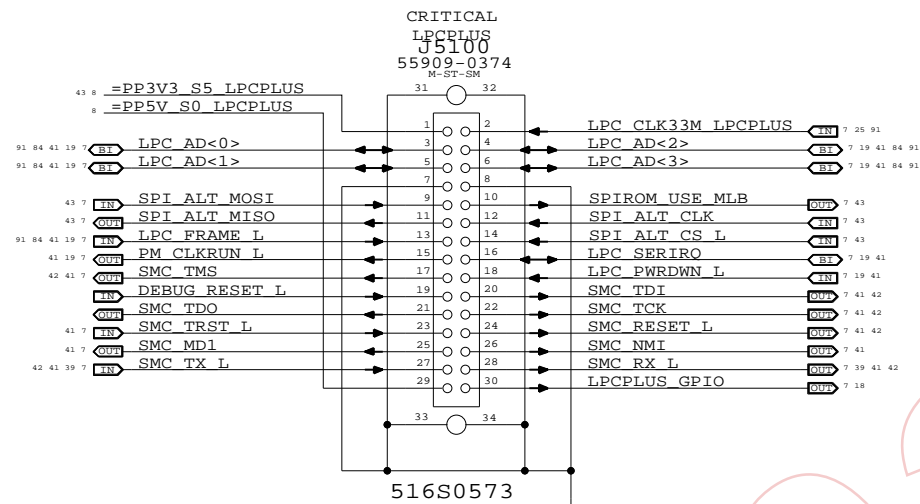 CRITICAL
LPCPLUS
J5100
55909-0374
M-ST-SM
31 32
43 8 =PP3V3_S5_LPCPLUS
8 =PP5V_S0_LPCPLUS
1 2 LPC_CLK33M_LPCPLUS IN 7 25 91
91 84 41 19 7 BI LPC_AD<0> 3 4 LPC_AD<2> BI 7 19 41 84 91
91 84 41 19 7 BI LPC_AD<1> 5 6 LPC_AD<3> BI 7 19 41 84 91
7 8
43 7 IN SPI_ALT_MOSI 9 10 SPIROM_USE_MLB OUT 7 43
43 7 OUT SPI_ALT_MISO 11 12 SPI_ALT_CLK IN 7 43
91 84 41 19 7 IN LPC_FRAME_L 13 14 SPI_ALT_CS_L IN 7 43
41 19 7 OUT PM_CLKRUN_L 15 16 LPC_SERIRQ BI 7 19 41
42 41 7 OUT SMC_TMS 17 18 LPC_PWRDWN_L IN 7 19 41
IN DEBUG_RESET_L 19 20 SMC_TDI OUT 7 41 42
OUT SMC_TDO 21 22 SMC_TCK OUT 7 41 42
41 7 IN SMC_TRST_L 23 24 SMC_RESET_L OUT 7 41 42
41 7 OUT SMC_MD1 25 26 SMC_NMI OUT 7 41
42 41 39 7 IN SMC_TX_L 27 28 SMC_RX_L OUT 7 39 41 42
29 30 LPCPLUS_GPIO OUT 7 18
33 34
516S0573